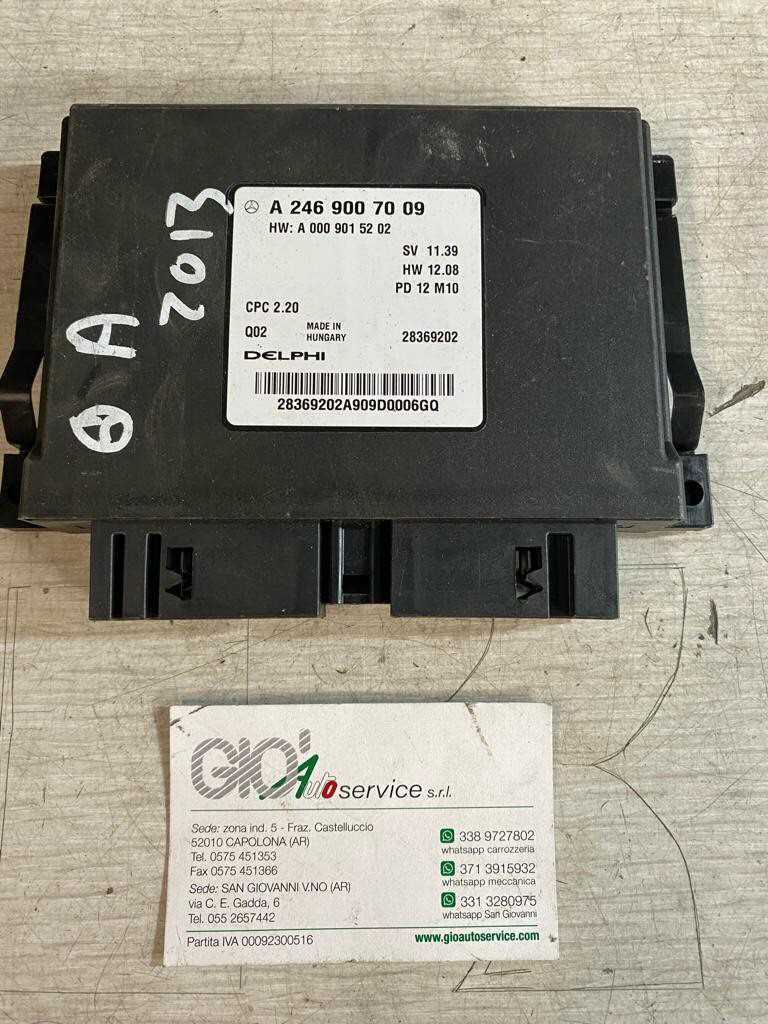 A 246 900 7 0 09
HW: A 000 901 52 02
SV 11.39
HW 12.08
PD 12 M10
CPC 2.20
Q02 MADE IN HUNGARY 28369202
DELPHI
28369202A909D0006GQ
A 2013
GIO' Autoservice s.r.l.
Sede: zona ind. 5 - Fraz. Castelluccio
52010 CAPOLONA (AR)
Tel. 0575 451353
Fax 0575 451366
Sede: SAN GIOVANNI V.NO (AR)
via C. E. Gadda, 6
Tel. 055 2657442
Partita IVA 00092300516
338 9727802
whatsapp carrozzeria
371 3915932
whatsapp meccanica
331 3280975
whatsapp San Giovanni
www.gioautoservice.com